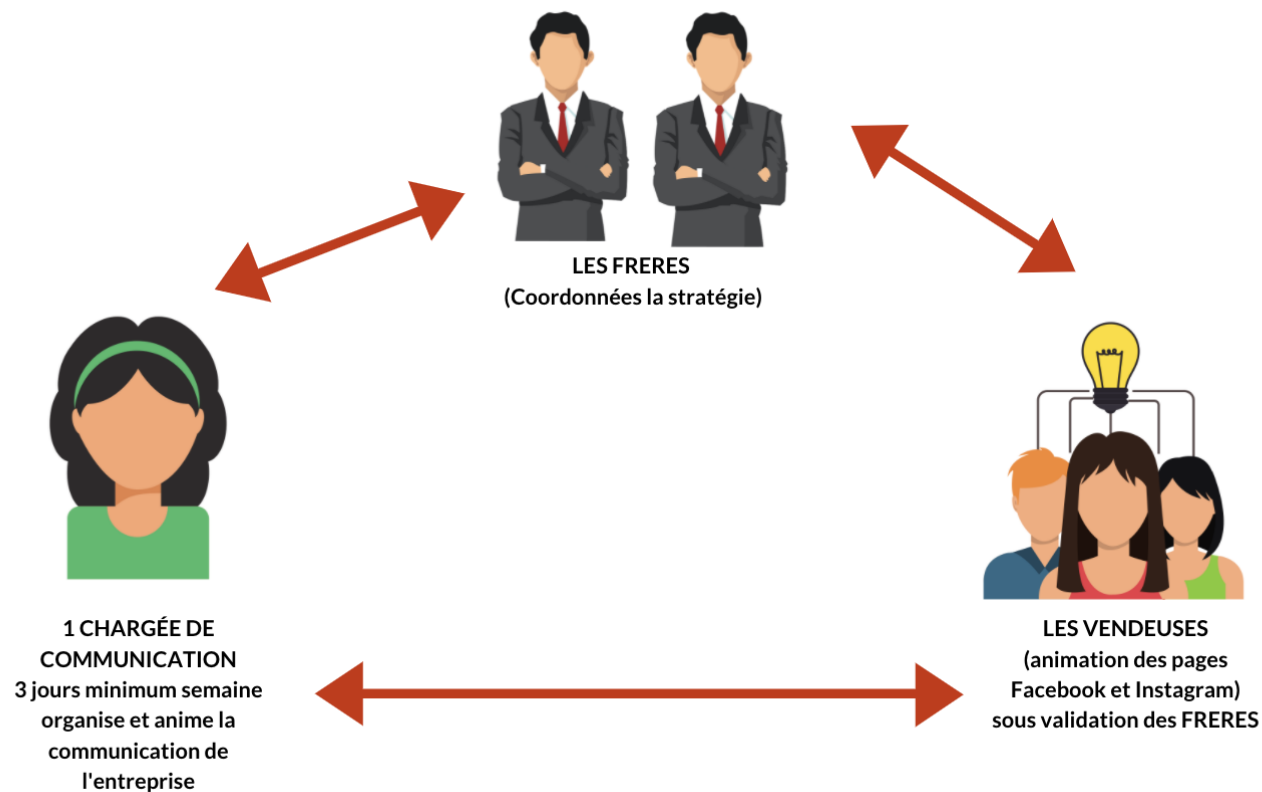 LES FRERES
(Coordonnées la stratégie)
1 CHARGÉE DE
COMMUNICATION
3 jours minimum semaine
organise et anime la
communication de
l'entreprise
LES VENDEUSES
(animation des pages
Facebook et Instagram)
sous validation des FRERES